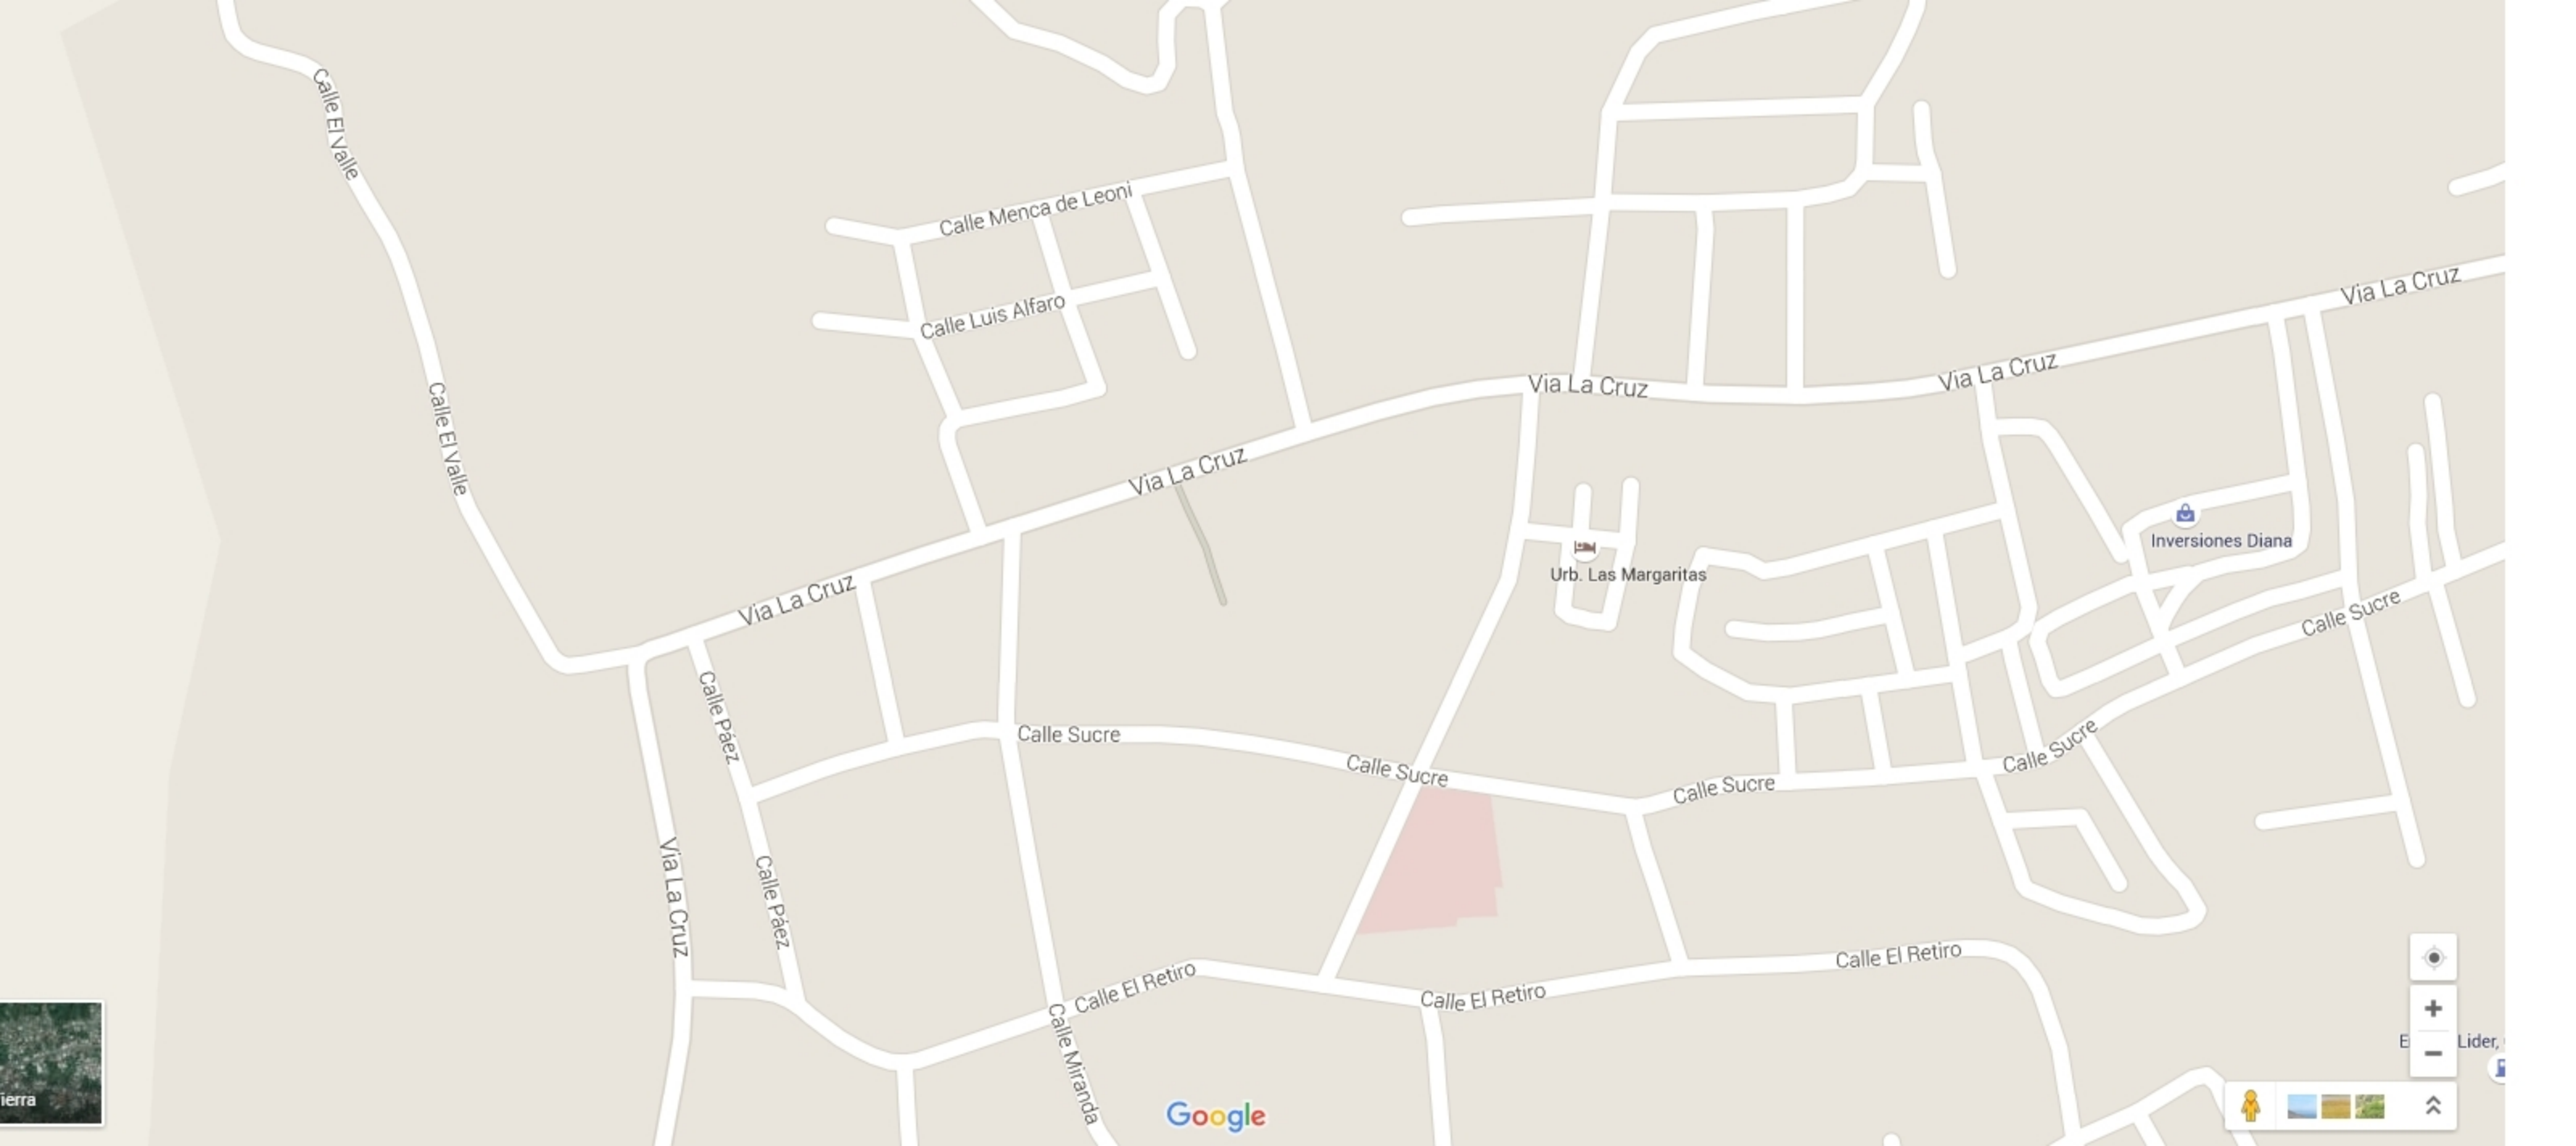 Calle El Valle
Calle Menca de Leoni
Calle Luis Alfaro
Via La Cruz
Via La Cruz
Via La Cruz
Calle El Valle
Via La Cruz
Inversiones Diana
Urb. Las Margaritas
Via La Cruz
Calle Sucre
Calle Páez
Calle Sucre
Calle Sucre
Calle Sucre
Calle Sucre
Via La Cruz
Calle Páez
Calle El Retiro
Calle El Retiro
Calle El Retiro
Calle Miranda
Lider,
ierra
Google